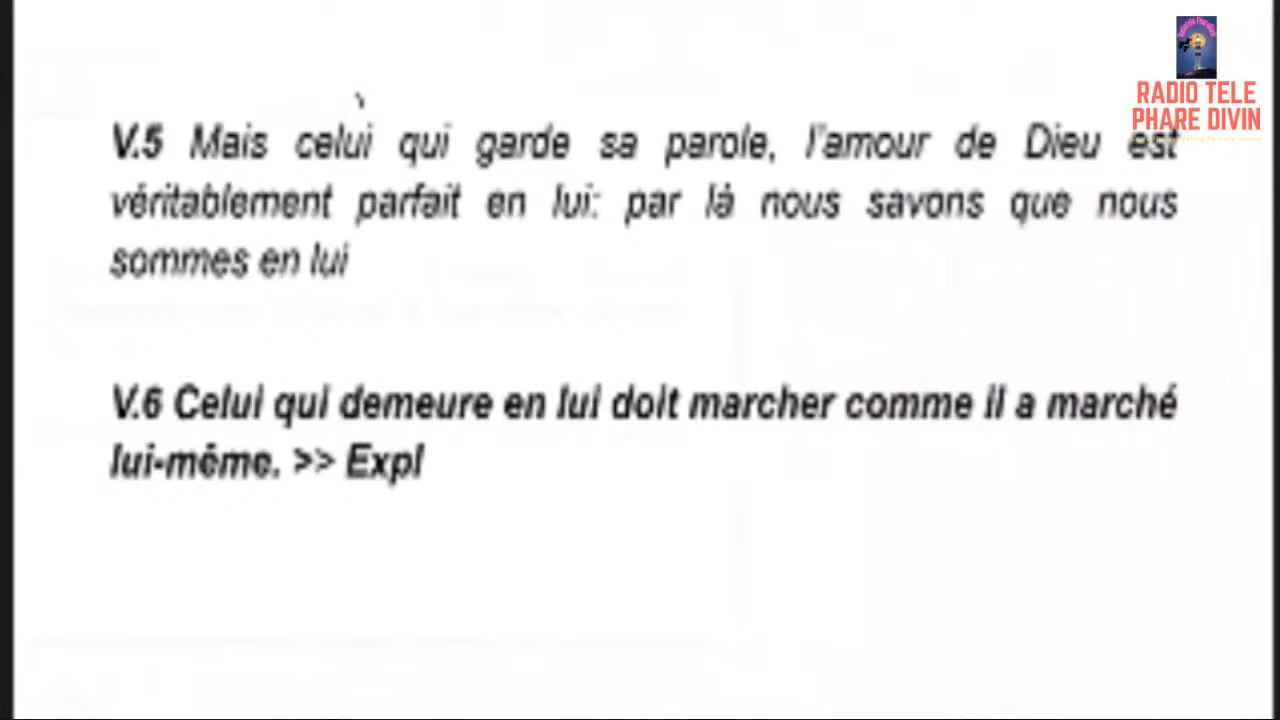 RADIO TELE
PHARE DIVIN
V.5 Mais celui qui garde sa parole, l'amour de Dieu est
véritablement parfait en lui: par là nous savons que nous
sommes en lui
V.6 Celui qui demeure en lui doit marcher comme il a marché
lui-même. >> Expl